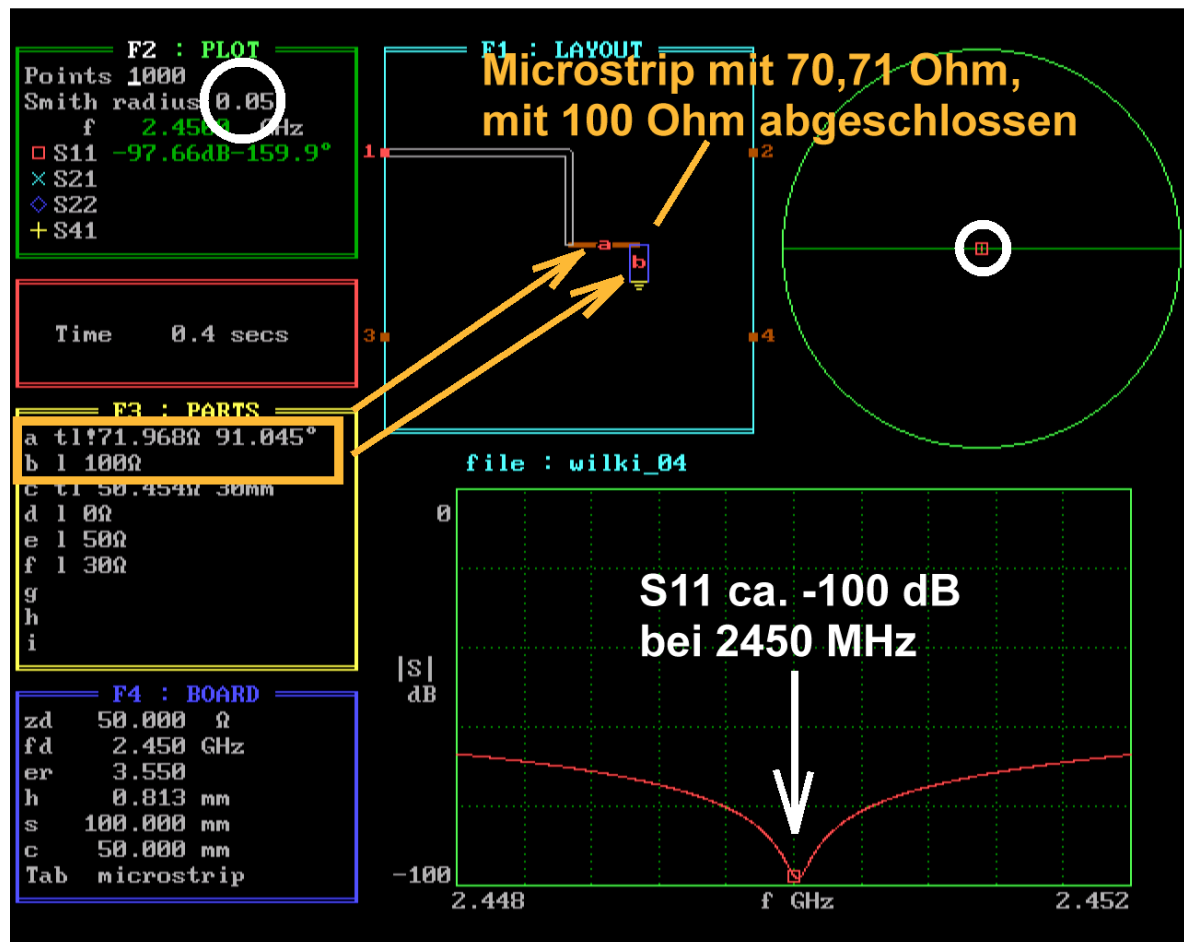 F2 : PLOT
Points 1000
Smith radius 0.05
f 2.4500 GHz
S11 -97.66dB-159.9°
S21
S22
S41
F1 : LAYOUT
Microstrip mit 70,71 Ohm,
mit 100 Ohm abgeschlossen
1
2
a
b
3
4
Time 0.4 secs
F3 : PARTS
a tl!71.968Ω 91.045°
b l 100Ω
c tl 50.454Ω 30mm
d l 0Ω
e l 50Ω
f l 30Ω
g
h
i
F4 : BOARD
zd 50.000 Ω
fd 2.450 GHz
er 3.550
h 0.813 mm
s 100.000 mm
c 50.000 mm
Tab microstrip
file : wilki_04
0
S11 ca. -100 dB
bei 2450 MHz
|S|
dB
-100
2.448 f GHz 2.452